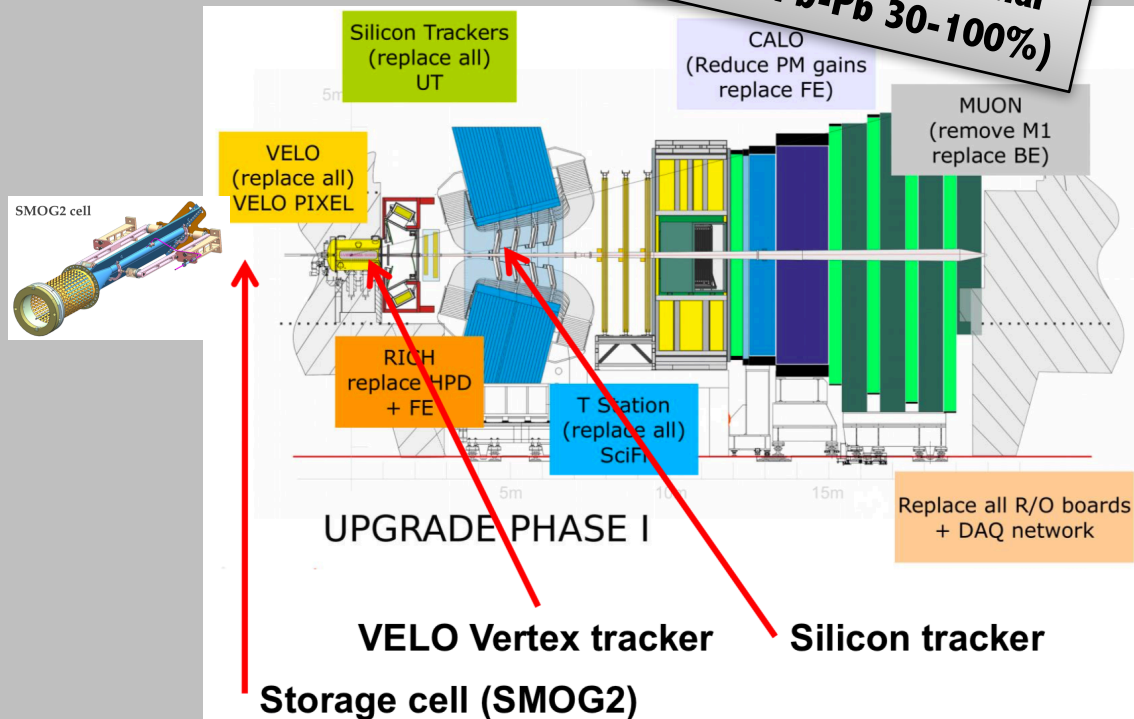 Pb-Pb 30-100%)
Silicon Trackers
(replace all)
UT
CALO
(Reduce PM gains
replace FE)
MUON
(remove M1
replace BE)
5m
VELO
(replace all)
VELO PIXEL
SMOG2 cell
RICH
replace HPD
+ FE
T Station
(replace all)
SciFi
5m
10m
15m
Replace all R/O boards
+ DAQ network
UPGRADE PHASE I
VELO Vertex tracker
Silicon tracker
Storage cell (SMOG2)